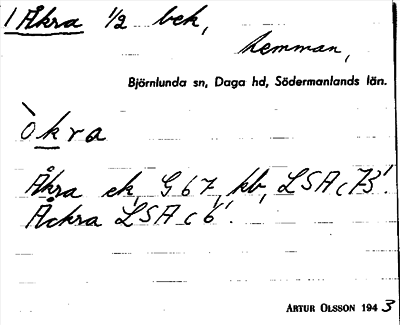 1 Åkra ½ bek,
hemman,
Björnlunda sn, Daga hd, Södermanlands län.
òkra
Åkra ek, G 67, kb, LSA c 73'.
Åckra LSA c 6'.
ARTUR OLSSON 1943